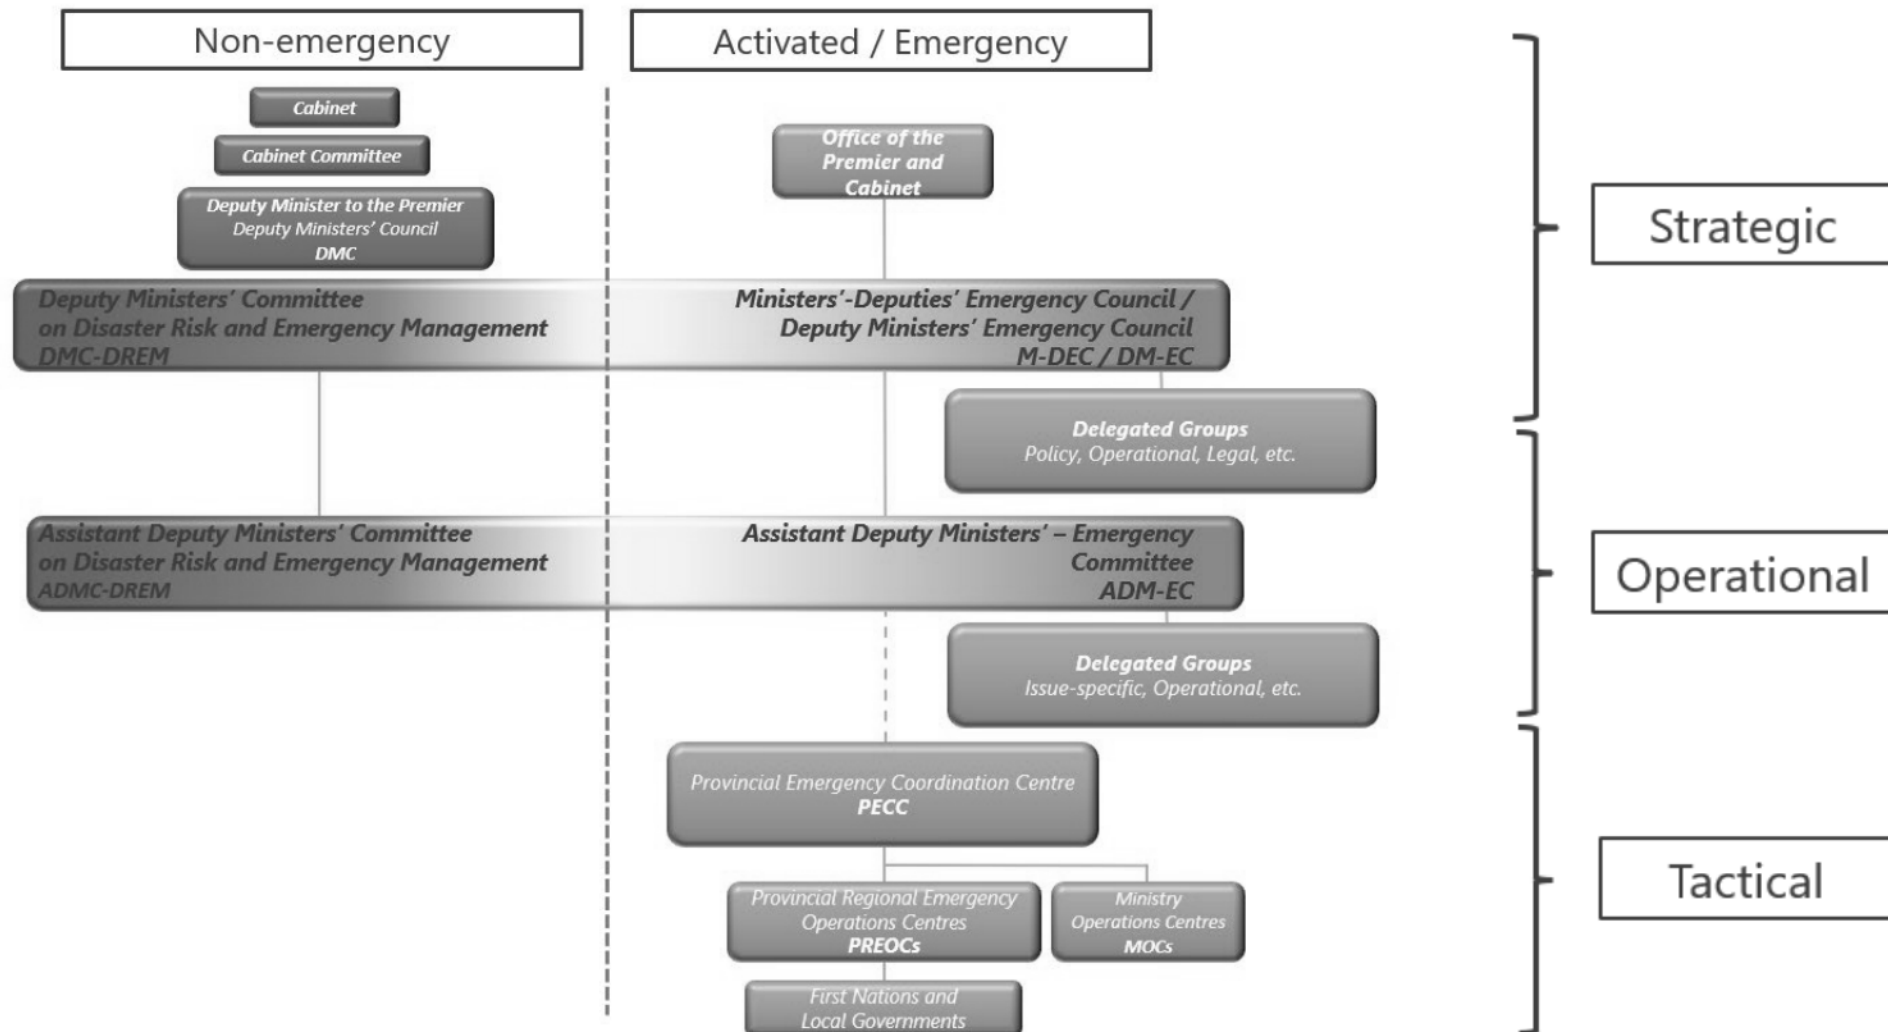 Non-emergency
Activated / Emergency
Cabinet
Cabinet Committee
Deputy Minister to the Premier
Deputy Ministers' Council
DMC
Office of the
Premier and
Cabinet
Strategic
Deputy Ministers' Committee
on Disaster Risk and Emergency Management
DMC-DREM
Ministers'-Deputies' Emergency Council /
Deputy Ministers' Emergency Council
M-DEC / DM-EC
Delegated Groups
Policy, Operational, Legal, etc.
Assistant Deputy Ministers' Committee
on Disaster Risk and Emergency Management
ADMC-DREM
Assistant Deputy Ministers' – Emergency
Committee
ADM-EC
Operational
Delegated Groups
Issue-specific, Operational, etc.
Provincial Emergency Coordination Centre
PECC
Tactical
Provincial Regional Emergency
Operations Centres
PREOCs
Ministry
Operations Centres
MOCs
First Nations and
Local Governments